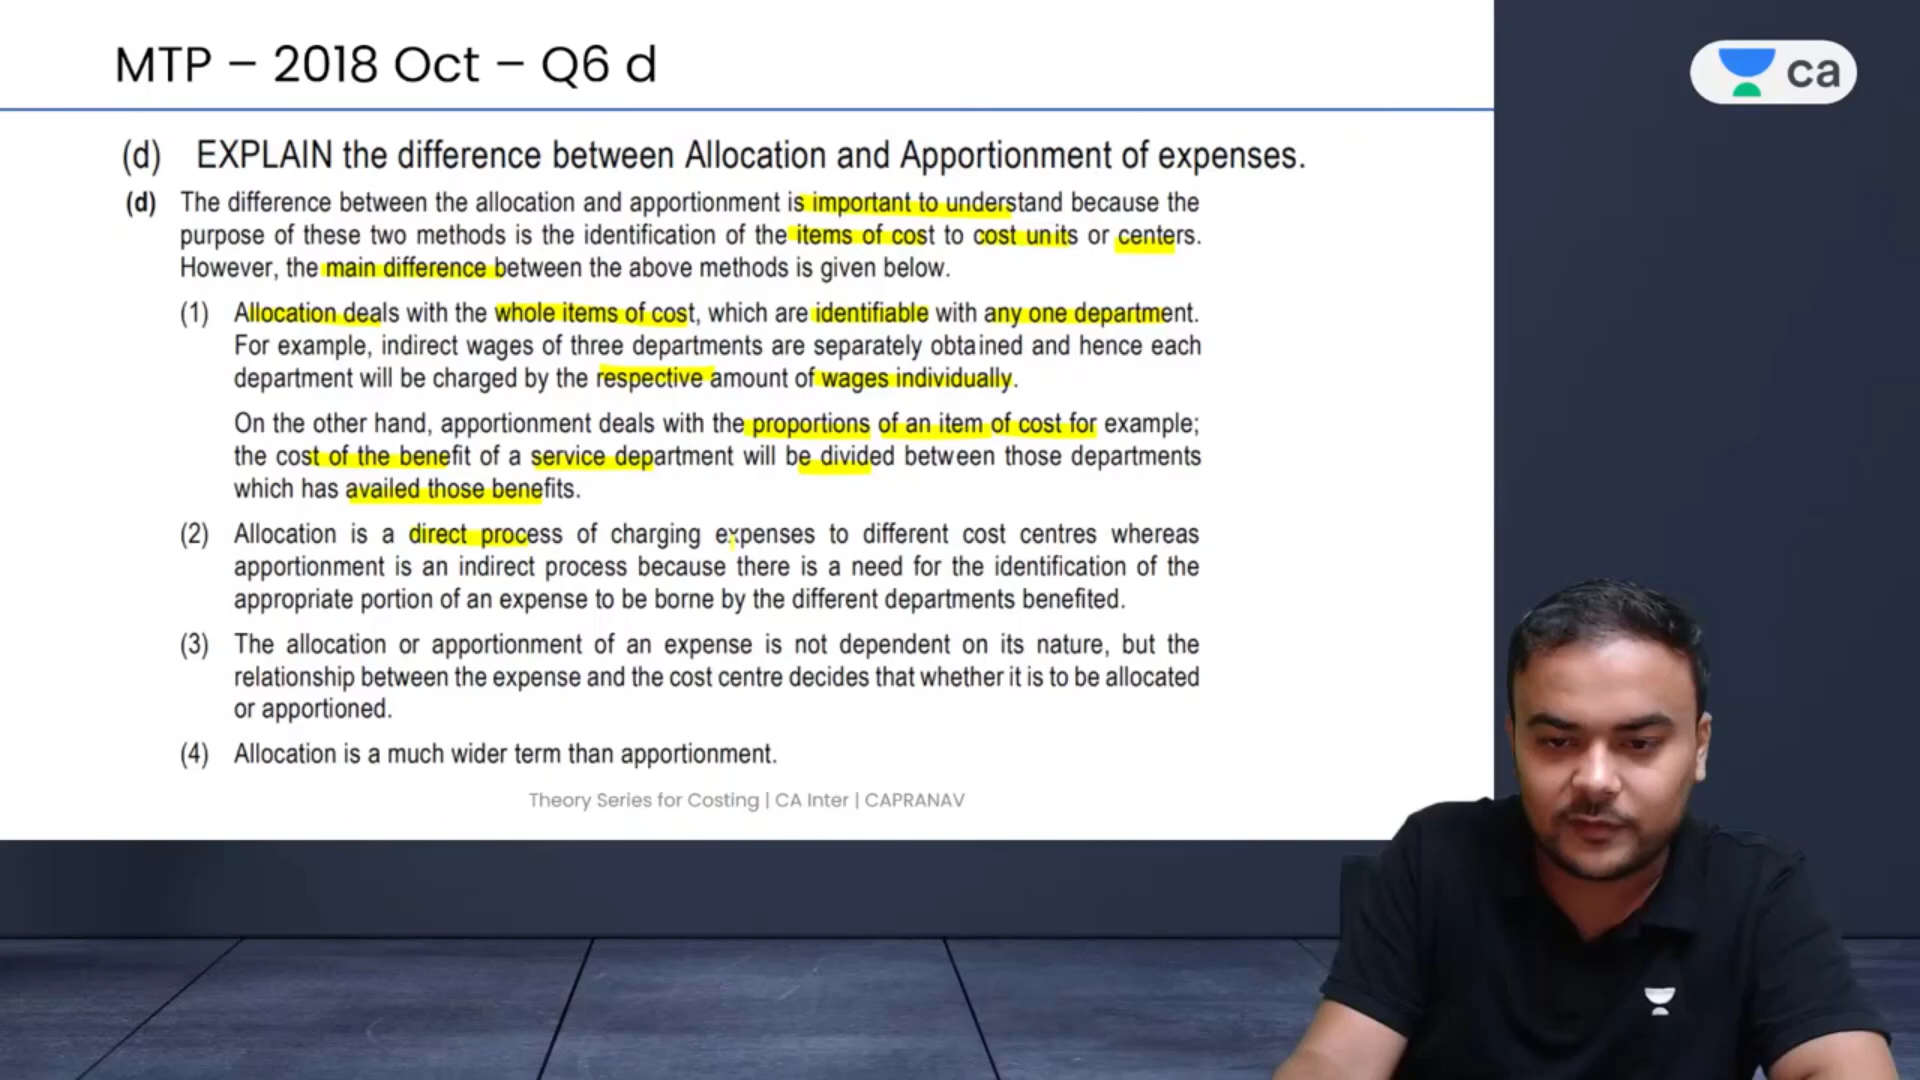 MTP – 2018 Oct – Q6 d
ca
(d) EXPLAIN the difference between Allocation and Apportionment of expenses.
(d) The difference between the allocation and apportionment is important to understand because the
purpose of these two methods is the identification of the items of cost to cost units or centers.
However, the main difference between the above methods is given below.
(1) Allocation deals with the whole items of cost, which are identifiable with any one department.
For example, indirect wages of three departments are separately obtained and hence each
department will be charged by the respective amount of wages individually.
On the other hand, apportionment deals with the proportions of an item of cost for example;
the cost of the benefit of a service department will be divided between those departments
which has availed those benefits.
(2) Allocation is a direct process of charging expenses to different cost centres whereas
apportionment is an indirect process because there is a need for the identification of the
appropriate portion of an expense to be borne by the different departments benefited.
(3) The allocation or apportionment of an expense is not dependent on its nature, but the
relationship between the expense and the cost centre decides that whether it is to be allocated
or apportioned.
(4) Allocation is a much wider term than apportionment.
Theory Series for Costing | CA Inter | CAPRANAV